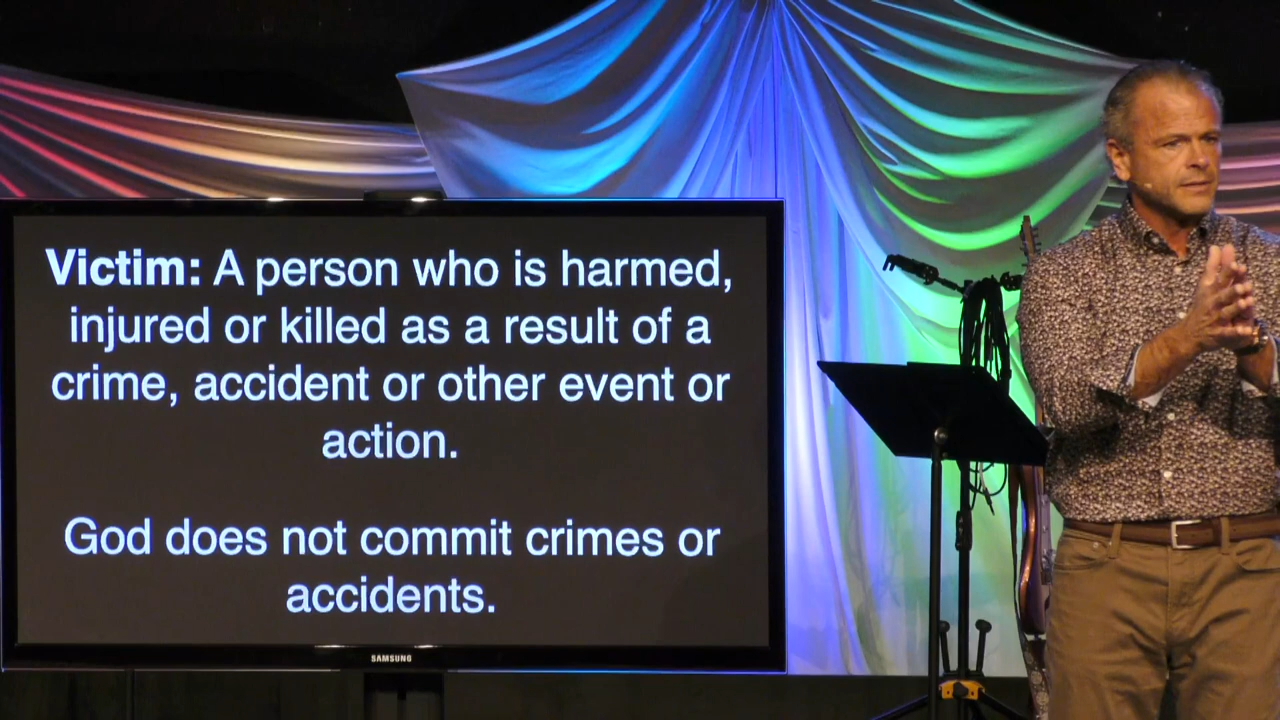 Victim: A person who is harmed,
injured or killed as a result of a
crime, accident or other event or
action.
God does not commit crimes or
accidents.
SAMSUNG